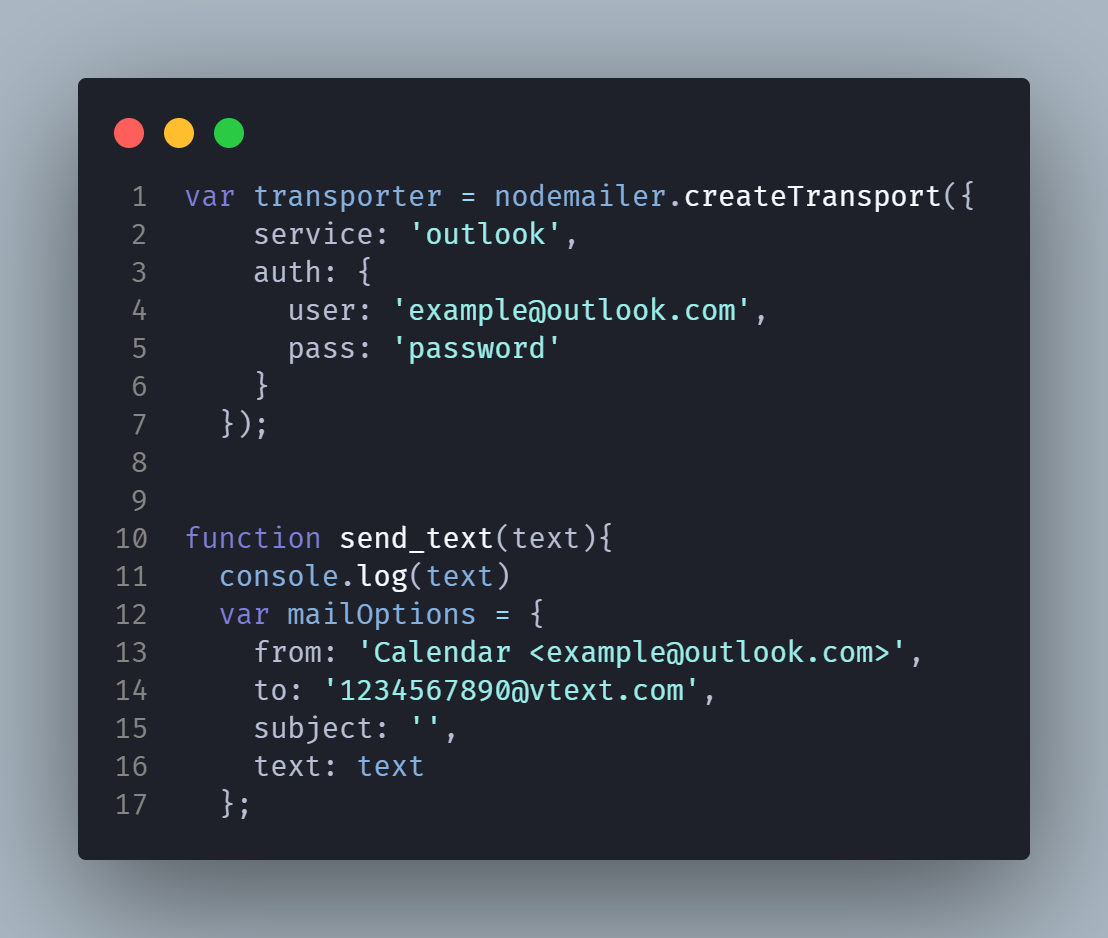 1 var transporter = nodemailer.createTransport({
2     service: 'outlook',
3     auth: {
4       user: 'example@outlook.com',
5       pass: 'password'
6     }
7   });
8
9
10 function send_text(text){
11   console.log(text)
12   var mailOptions = {
13     from: 'Calendar <example@outlook.com>',
14     to: '1234567890@vtext.com',
15     subject: '',
16     text: text
17   };